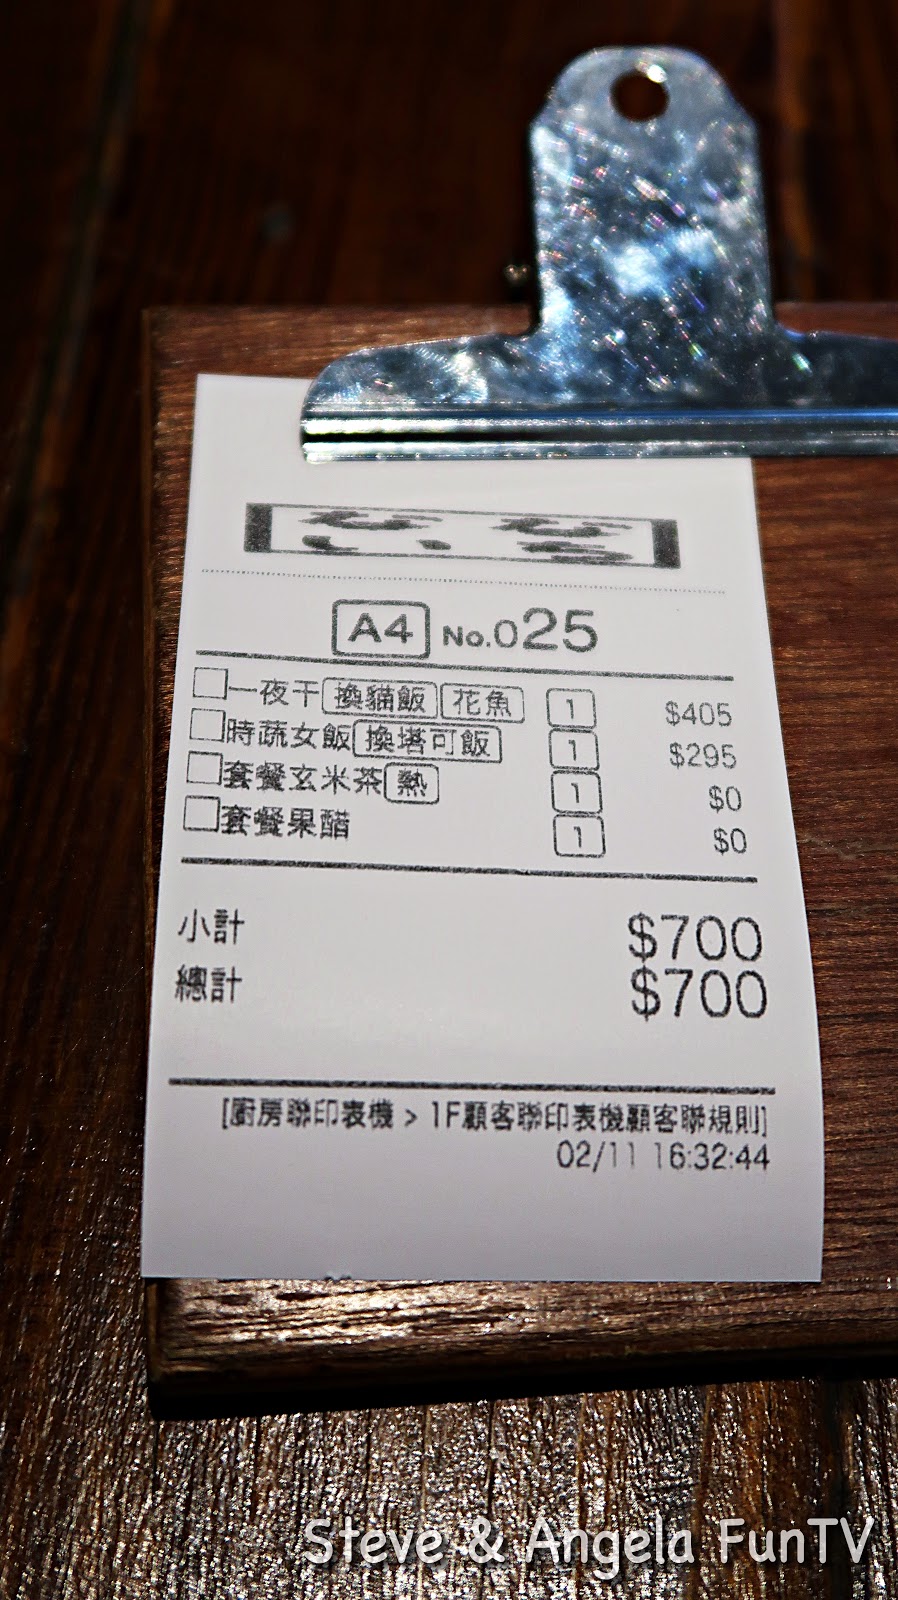 A4 No.025
一夜干 換貓飯 花魚 1 $405
時蔬女飯 換塔可飯 1 $295
套餐玄米茶 熱 1 $0
套餐果醋 1 $0
小計 $700
總計 $700
[廚房聯印表機 > 1F顧客聯印表機顧客聯規則]
02/11 16:32:44
Steve & Angela FunTV